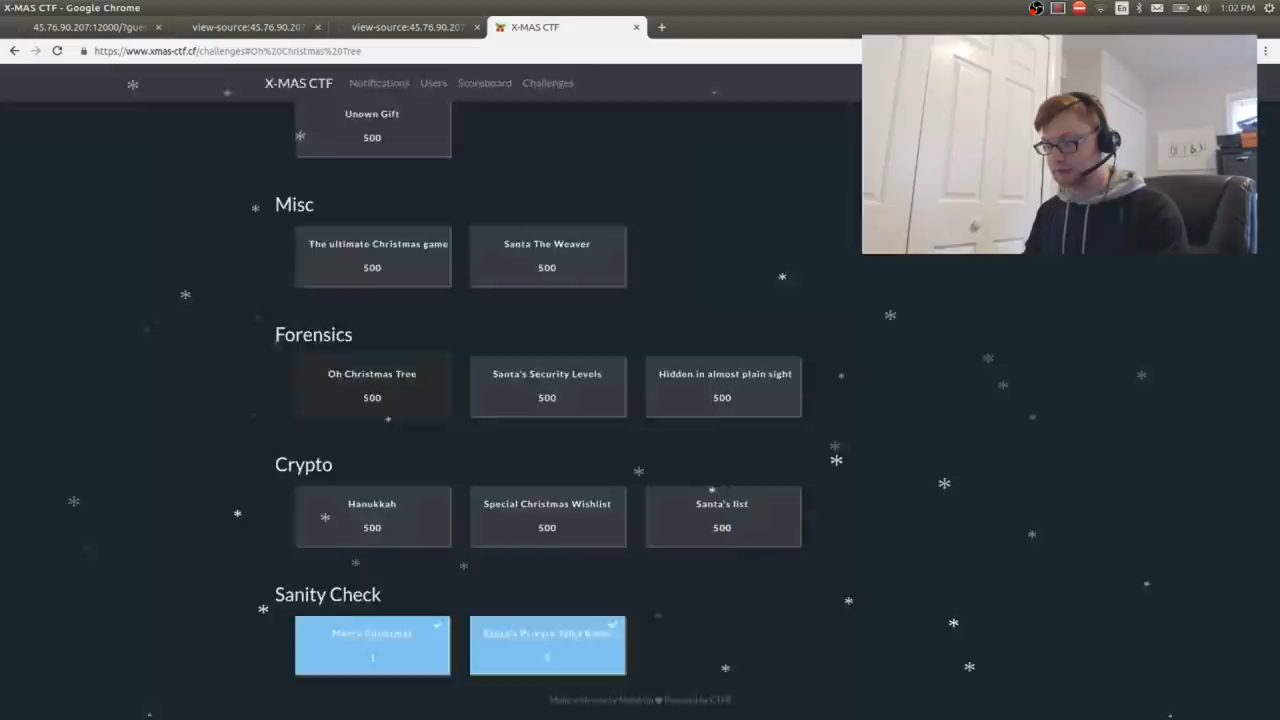 X-MAS CTF - Google Chrome
En
1:02 PM
45.76.90.207:12000/?gues
view-source:45.76.90.207
view-source:45.76.90.207
X-MAS CTF
https://www.xmas-ctf.cf/challenges#Oh%20Christmas%20Tree
X-MAS CTF
Notifications
Users
Scoreboard
Challenges
Unown Gift
500
Misc
The ultimate Christmas game
500
Santa The Weaver
500
Forensics
Oh Christmas Tree
500
Santa's Security Levels
500
Hidden in almost plain sight
500
Crypto
Hanukkah
500
Special Christmas Wishlist
500
Santa's list
500
Sanity Check
Merry Christmas
1
Santa's Private